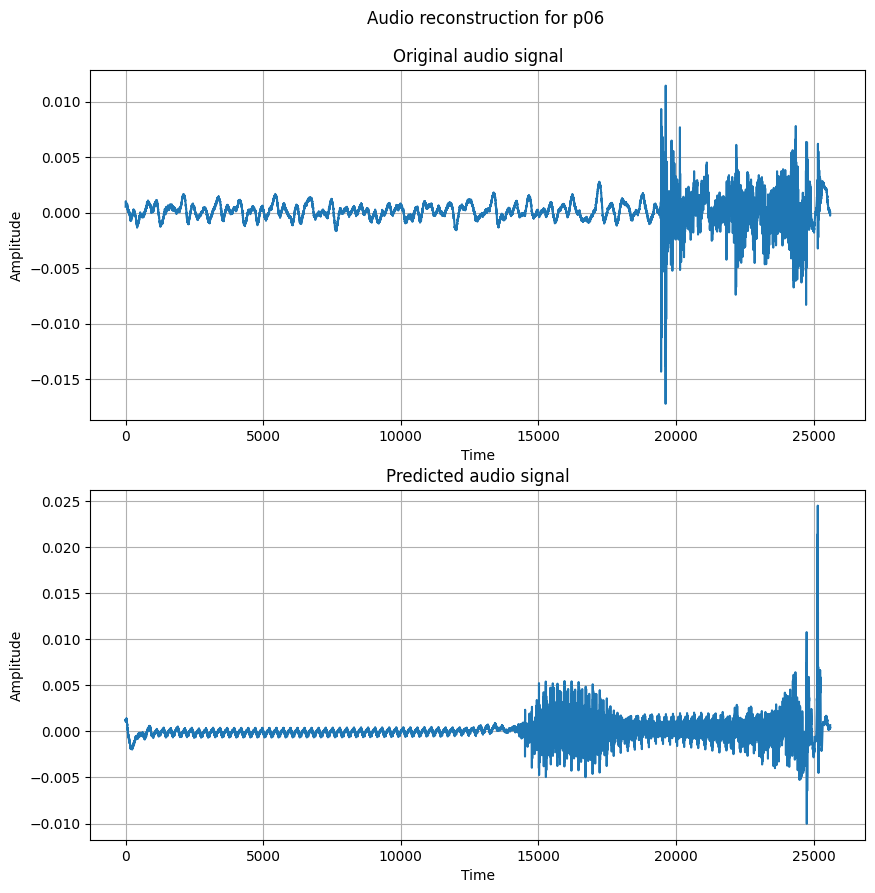 Audio reconstruction for p06
Original audio signal
0.010
0.005
0.000
−0.005
−0.010
−0.015
Amplitude
0 5000 10000 15000 20000 25000
Time
Predicted audio signal
0.025
0.020
0.015
0.010
0.005
0.000
−0.005
−0.010
Amplitude
0 5000 10000 15000 20000 25000
Time